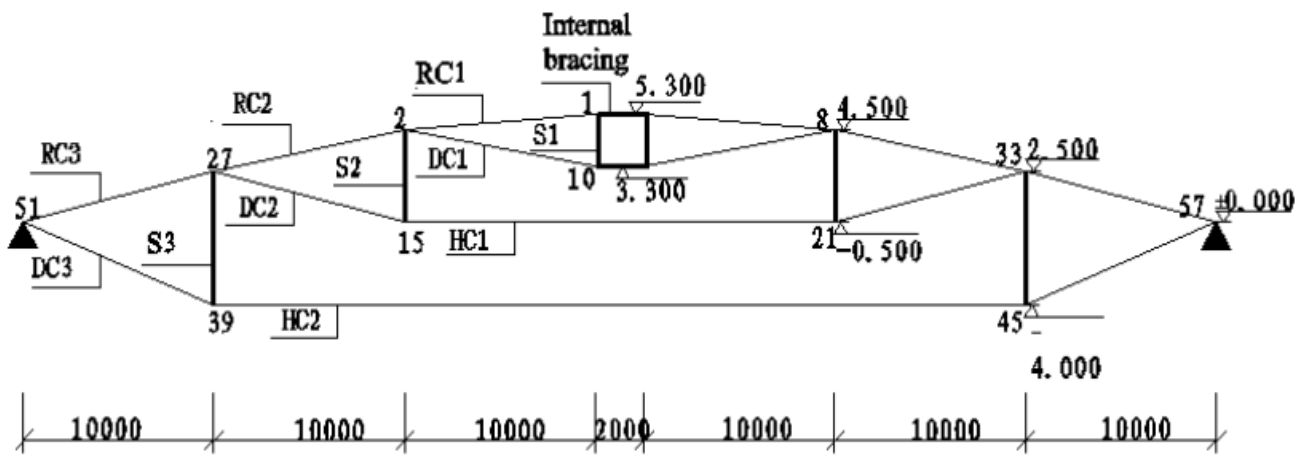 Internal
bracing
RC1
5.300
RC2
1
2
S1
8
4.500
RC3
27
S2
DC1
10
3.300
33
2.500
51
DC2
57
±0.000
S3
15
HC1
21
-0.500
DC3
39
HC2
45
-
4.000
10000
10000
10000
2000
10000
10000
10000